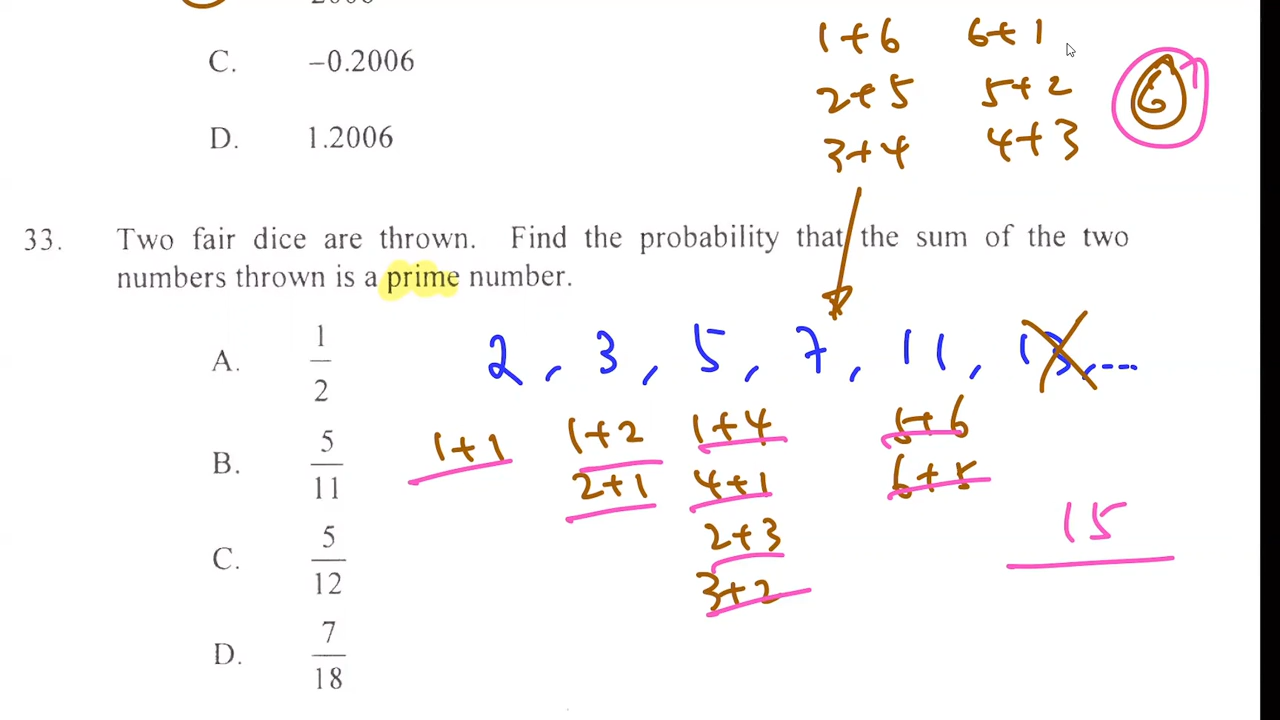 C. −0.2006
1+6 6+1
2+5 5+2 6
D. 1.2006
3+4 4+3
33. Two fair dice are thrown. Find the probability that the sum of the two
numbers thrown is a prime number.
A. 1/2
2, 3, 5, 7, 11, 13, ...
1+1 1+2 1+4 5+6
B. 5/11
2+1 4+1 6+5
2+3 15
C. 5/12
3+2
D. 7/18